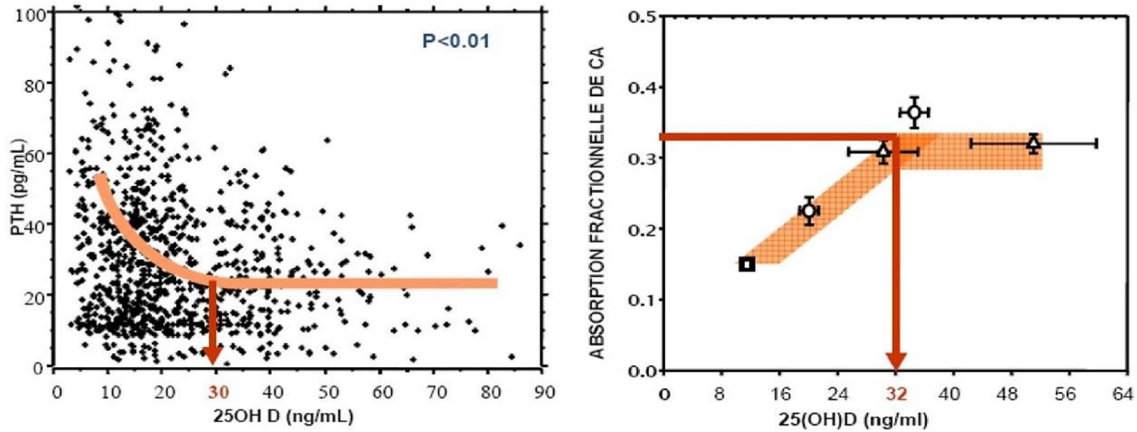 100
80
60
40
20
0
PTH (pg/mL)
P<0.01
0 10 20 30 40 50 60 70 80 90
25OH D (ng/mL)
0.5
0.4
0.3
0.2
0.1
0.0
ABSORPTION FRACTIONNELLE DE CA
0 8 16 24 32 40 48 56 64
25(OH)D (ng/ml)